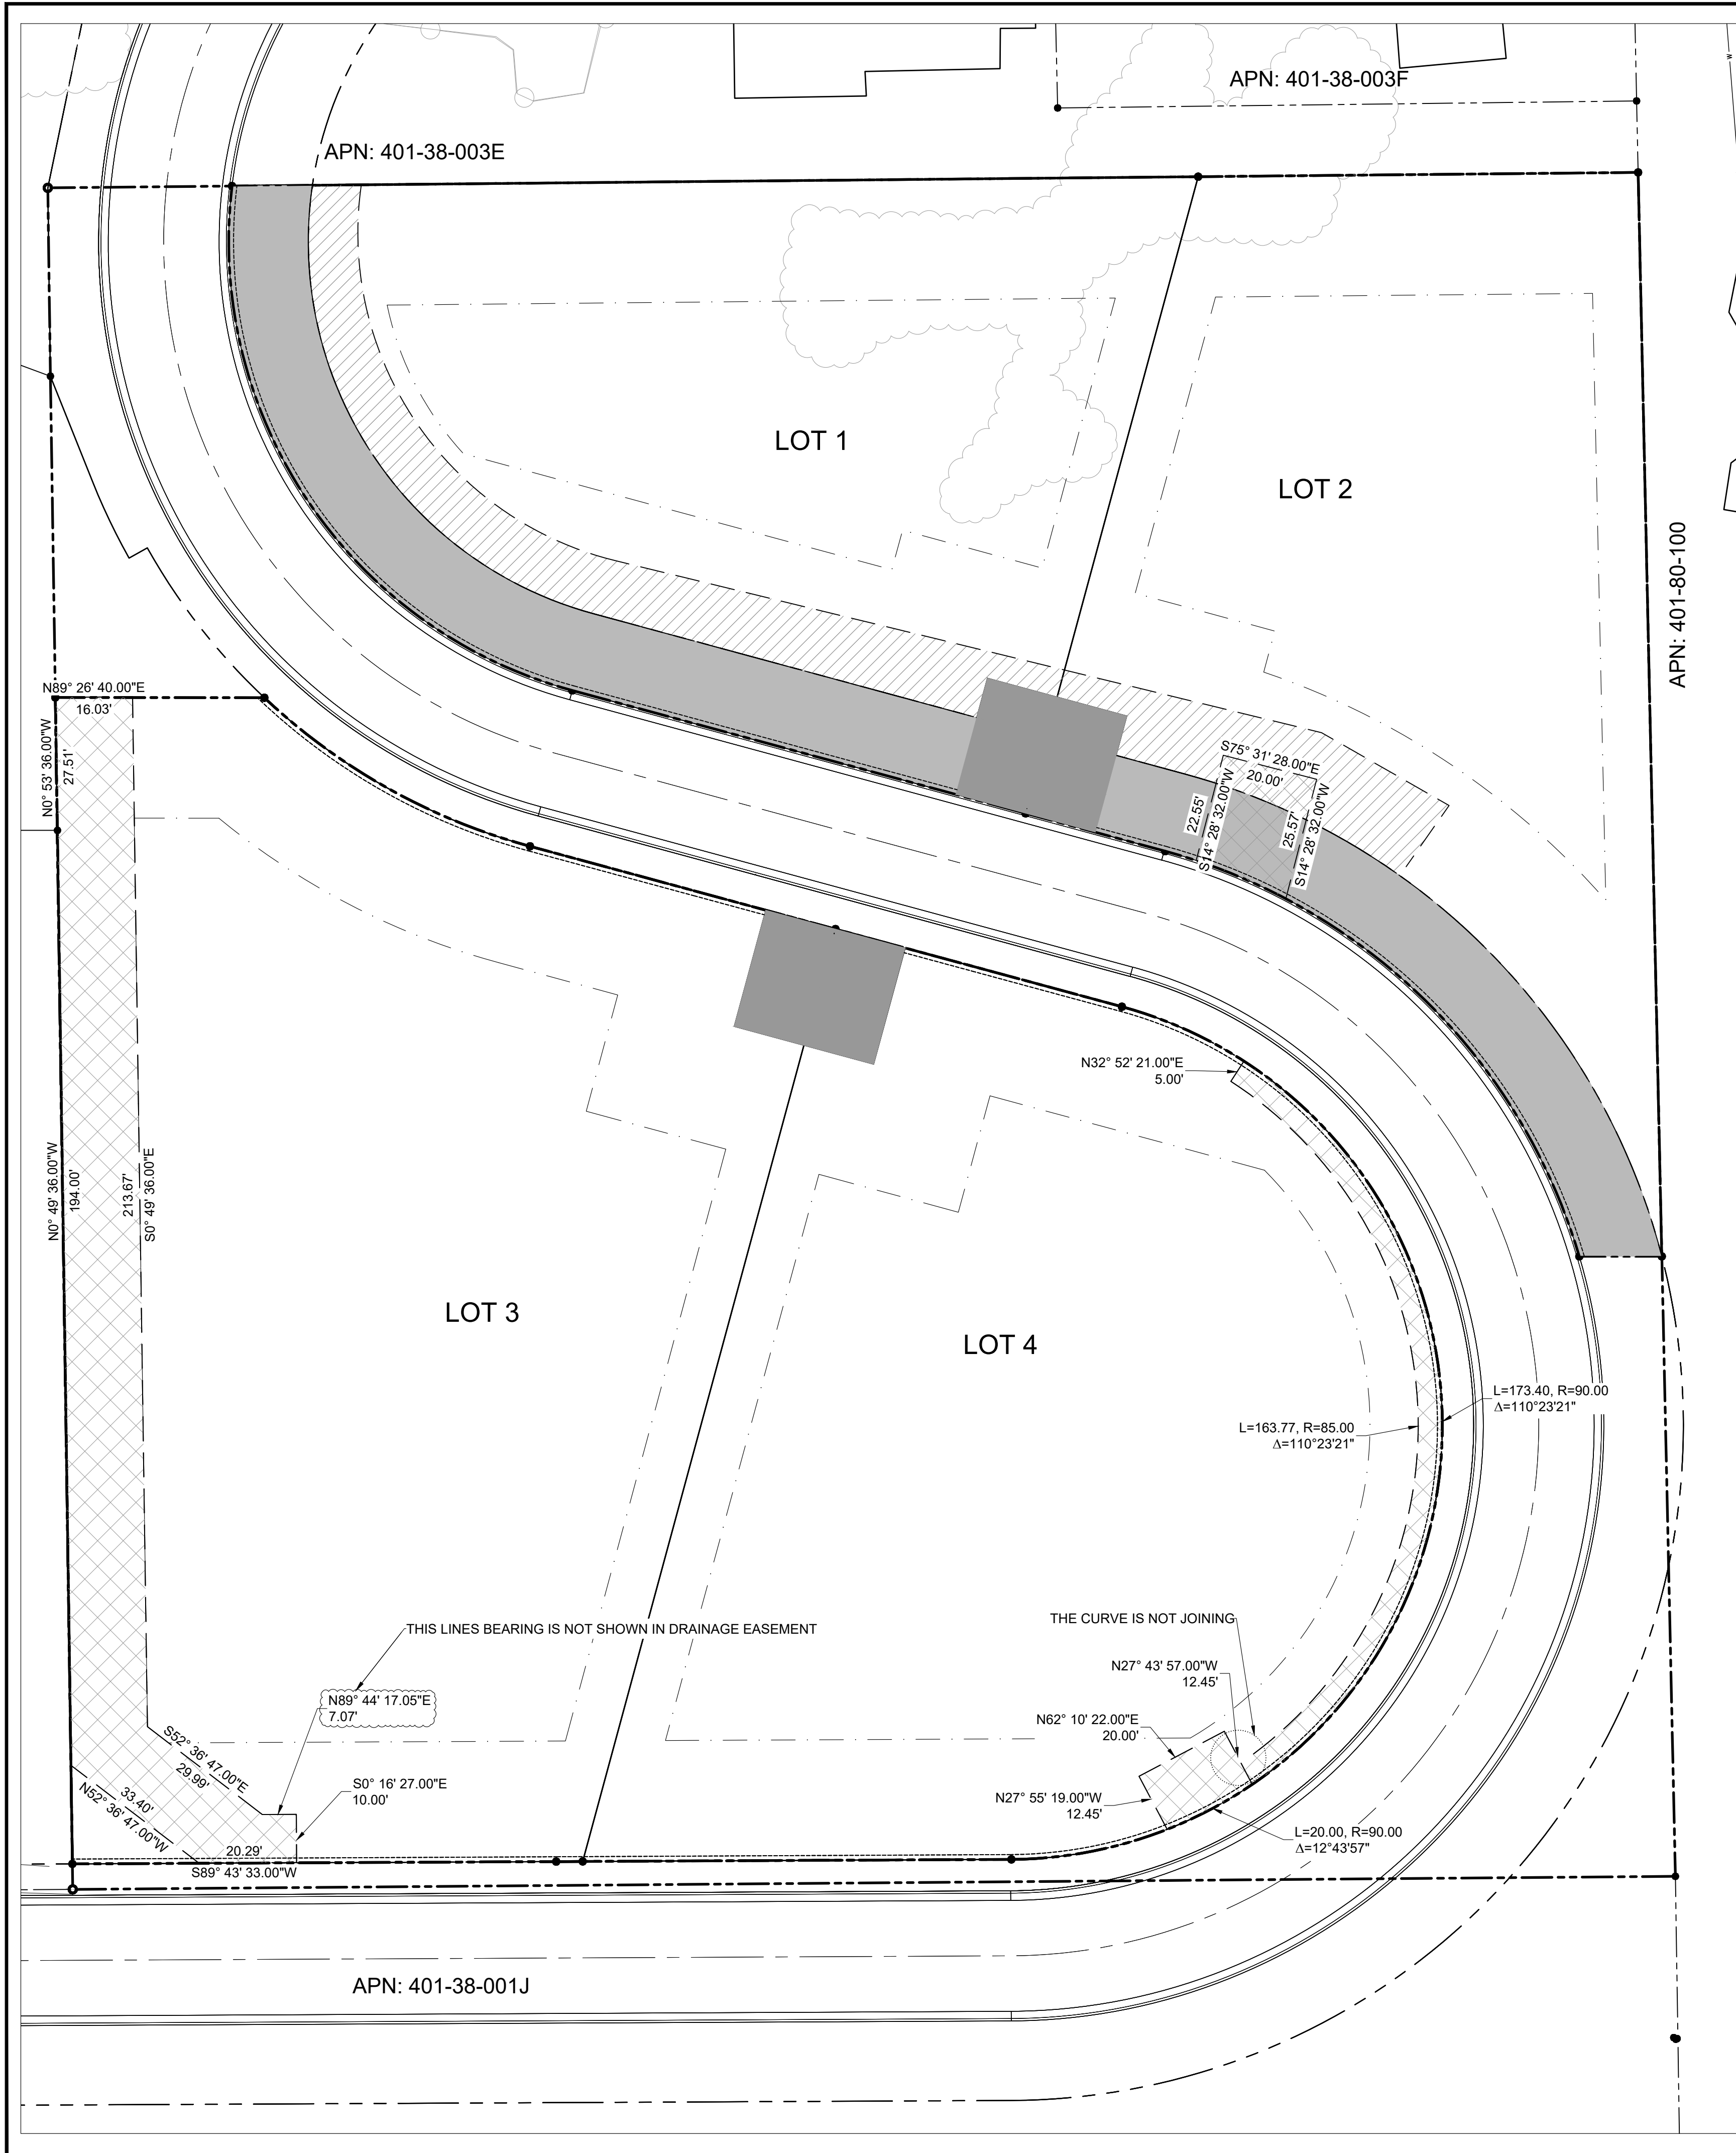 APN: 401-38-003F
W
APN: 401-38-003E
LOT 1
LOT 2
APN: 401-80-100
N89° 26' 40.00"E
16.03'
N0° 53' 36.00"W
27.51'
S75° 31' 28.00"E
20.00'
22.55'
S14° 28' 32.00"W
25.57'
S14° 28' 32.00"W
N32° 52' 21.00"E
5.00'
N0° 49' 36.00"W
194.00'
213.67'
S0° 49' 36.00"E
LOT 3
LOT 4
L=173.40, R=90.00
Δ=110°23'21"
L=163.77, R=85.00
Δ=110°23'21"
THIS LINES BEARING IS NOT SHOWN IN DRAINAGE EASEMENT
THE CURVE IS NOT JOINING
N27° 43' 57.00"W
12.45'
N89° 44' 17.05"E
7.07'
N62° 10' 22.00"E
20.00'
S52° 36' 47.00"E
29.99'
33.40'
N52° 36' 47.00"W
S0° 16' 27.00"E
10.00'
N27° 55' 19.00"W
12.45'
L=20.00, R=90.00
Δ=12°43'57"
20.29'
S89° 43' 33.00"W
APN: 401-38-001J